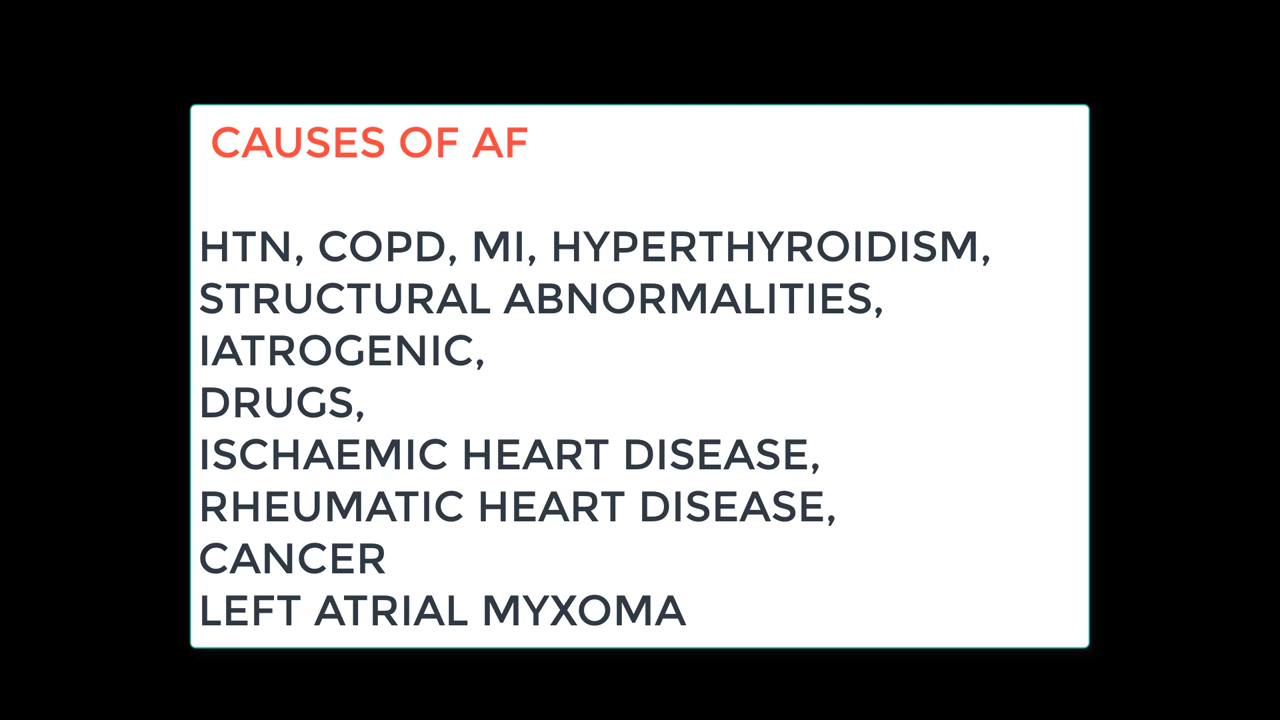 CAUSES OF AF
HTN, COPD, MI, HYPERTHYROIDISM,
STRUCTURAL ABNORMALITIES,
IATROGENIC,
DRUGS,
ISCHAEMIC HEART DISEASE,
RHEUMATIC HEART DISEASE,
CANCER
LEFT ATRIAL MYXOMA